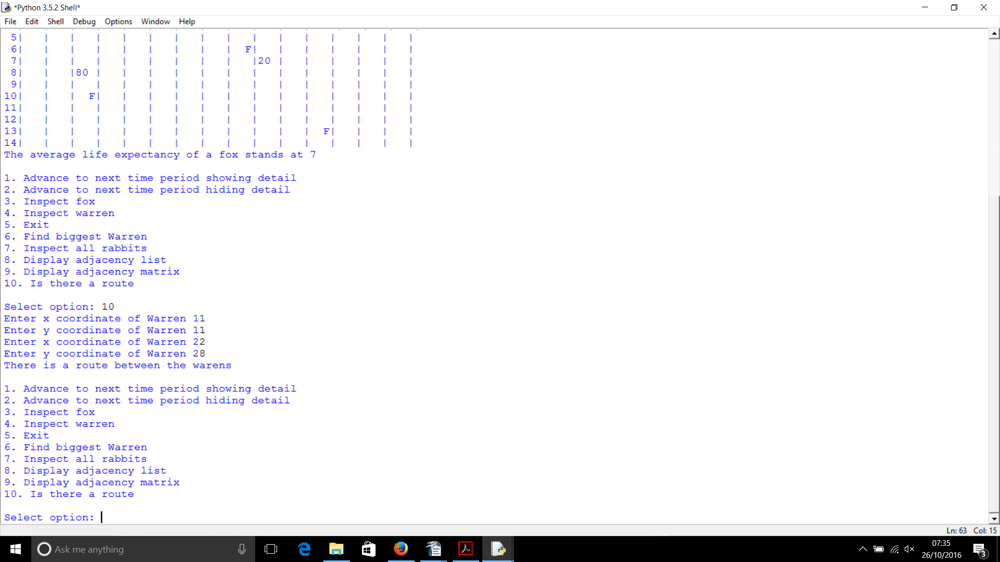 *Python 3.5.2 Shell*
File Edit Shell Debug Options Window Help
5|   |   |   |   |   |   |   |   |   |   |   |   |   |   |   |
6|   |   |   |   |   |   |   |   |  F|   |   |   |   |   |   |
7|   |   |   |   |   |   |   |   |   |20 |   |   |   |   |   |
8|   |   |80 |   |   |   |   |   |   |   |   |   |   |   |   |
9|   |   |   |   |   |   |   |   |   |   |   |   |   |   |   |
10|   |   |  F|   |   |   |   |   |   |   |   |   |   |   |   |
11|   |   |   |   |   |   |   |   |   |   |   |   |   |   |   |
12|   |   |   |   |   |   |   |   |   |   |   |   |   |   |   |
13|   |   |   |   |   |   |   |   |   |   |   |  F|   |   |   |
14|   |   |   |   |   |   |   |   |   |   |   |   |   |   |   |
The average life expectancy of a fox stands at 7
1. Advance to next time period showing detail
2. Advance to next time period hiding detail
3. Inspect fox
4. Inspect warren
5. Exit
6. Find biggest Warren
7. Inspect all rabbits
8. Display adjacency list
9. Display adjacency matrix
10. Is there a route
Select option: 10
Enter x coordinate of Warren 11
Enter y coordinate of Warren 11
Enter x coordinate of Warren 22
Enter y coordinate of Warren 28
There is a route between the warens
1. Advance to next time period showing detail
2. Advance to next time period hiding detail
3. Inspect fox
4. Inspect warren
5. Exit
6. Find biggest Warren
7. Inspect all rabbits
8. Display adjacency list
9. Display adjacency matrix
10. Is there a route
Select option:
Ln: 63 Col: 15
Ask me anything
07:35
26/10/2016
3